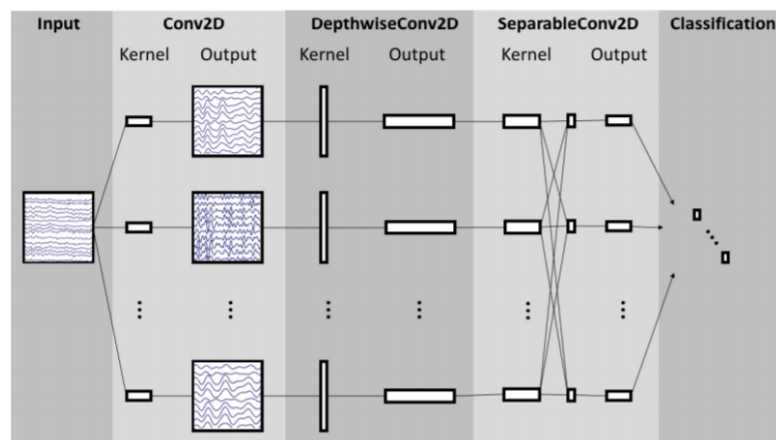 Input Conv2D DepthwiseConv2D SeparableConv2D Classification
Kernel Output Kernel Output Kernel Output